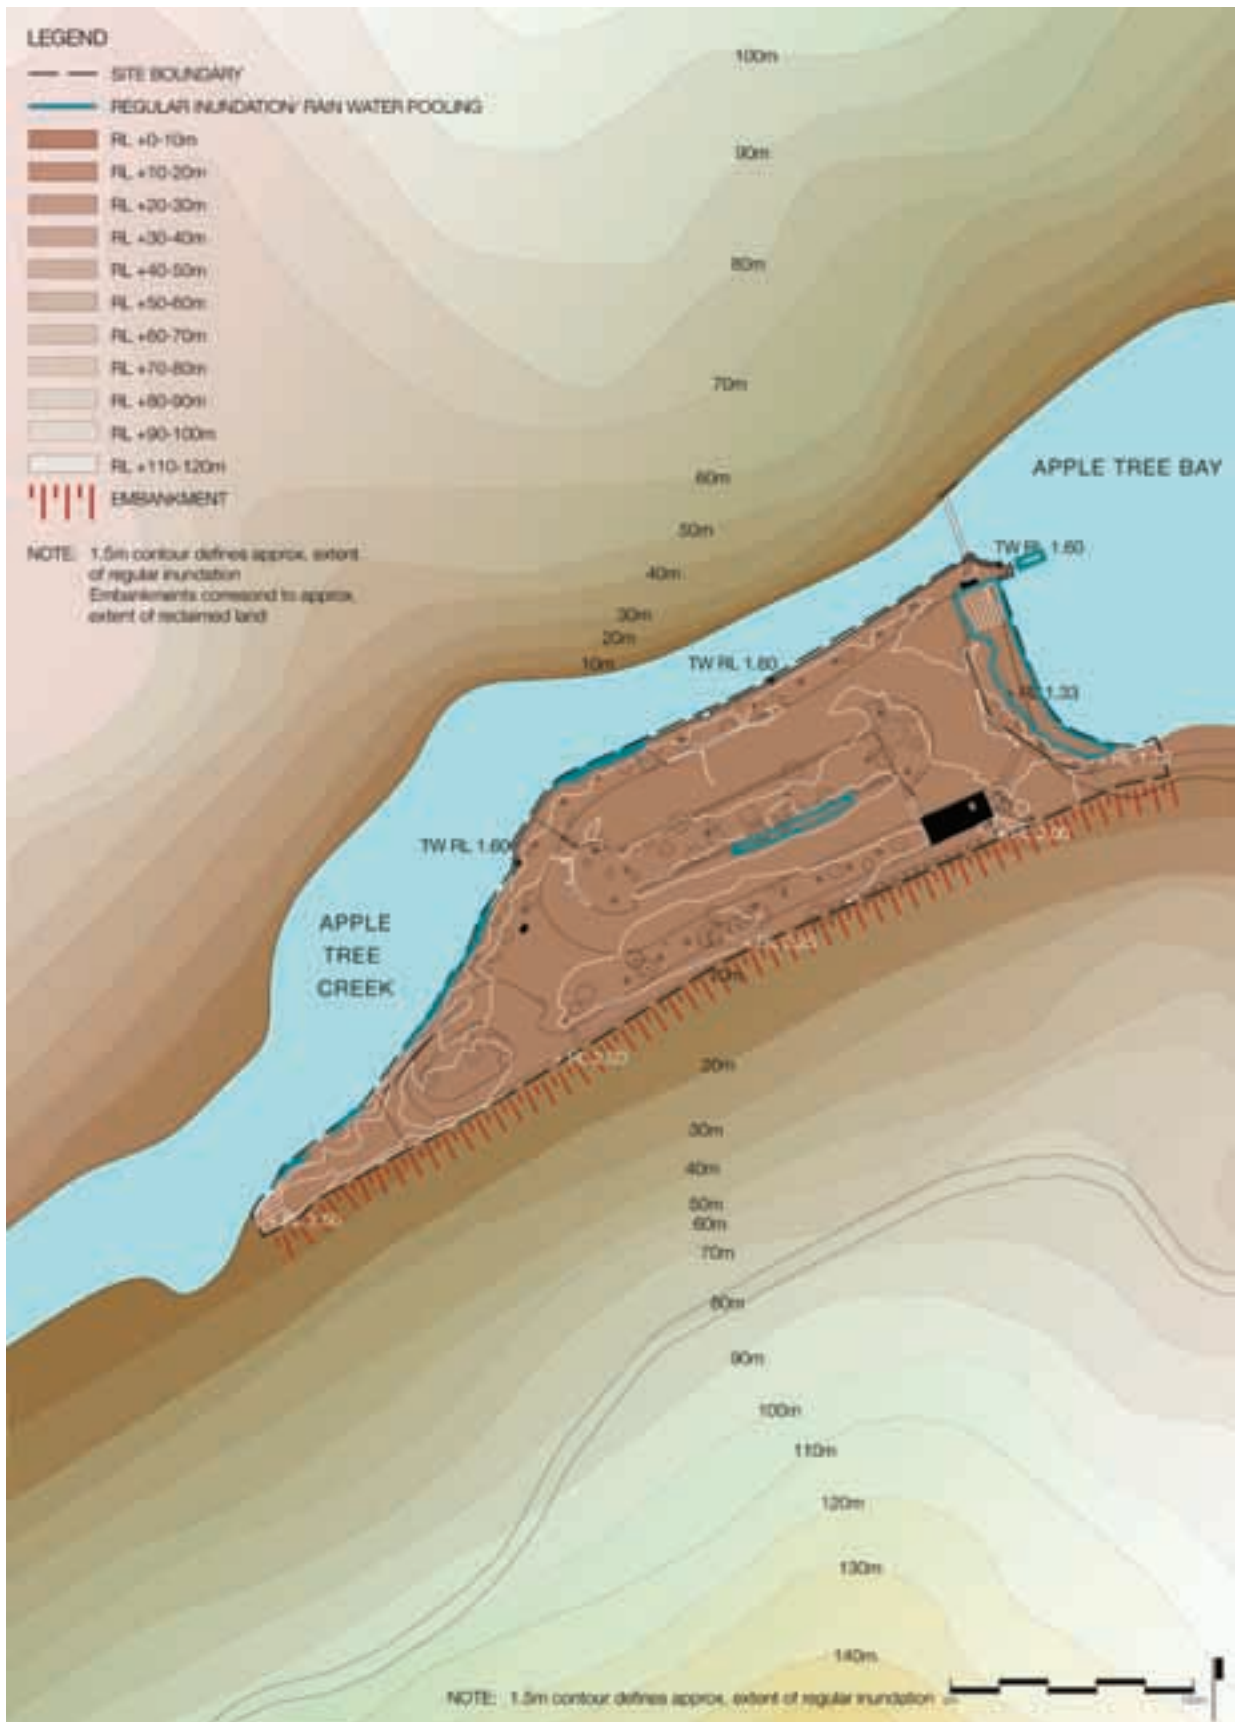 LEGEND
SITE BOUNDARY
REGULAR INUNDATION/ RAIN WATER POOLING
RL +0-10m
RL +10-20m
RL +20-30m
RL +30-40m
RL +40-50m
RL +50-60m
RL +60-70m
RL +70-80m
RL +80-90m
RL +90-100m
RL +110-120m
EMBANKMENT
NOTE: 1.5m contour defines approx. extent
of regular inundation
Embankments corresond to approx.
extent of reclaimed land
100m
90m
80m
70m
60m
50m
40m
30m
20m
10m
APPLE TREE BAY
TW RL 1.60
TW RL 1.60
RL 1.33
TW RL 1.60
APPLE
TREE
CREEK
10m
20m
30m
40m
50m
60m
70m
80m
90m
100m
110m
120m
130m
140m
NOTE: 1.5m contour defines approx. extent of regular inundation